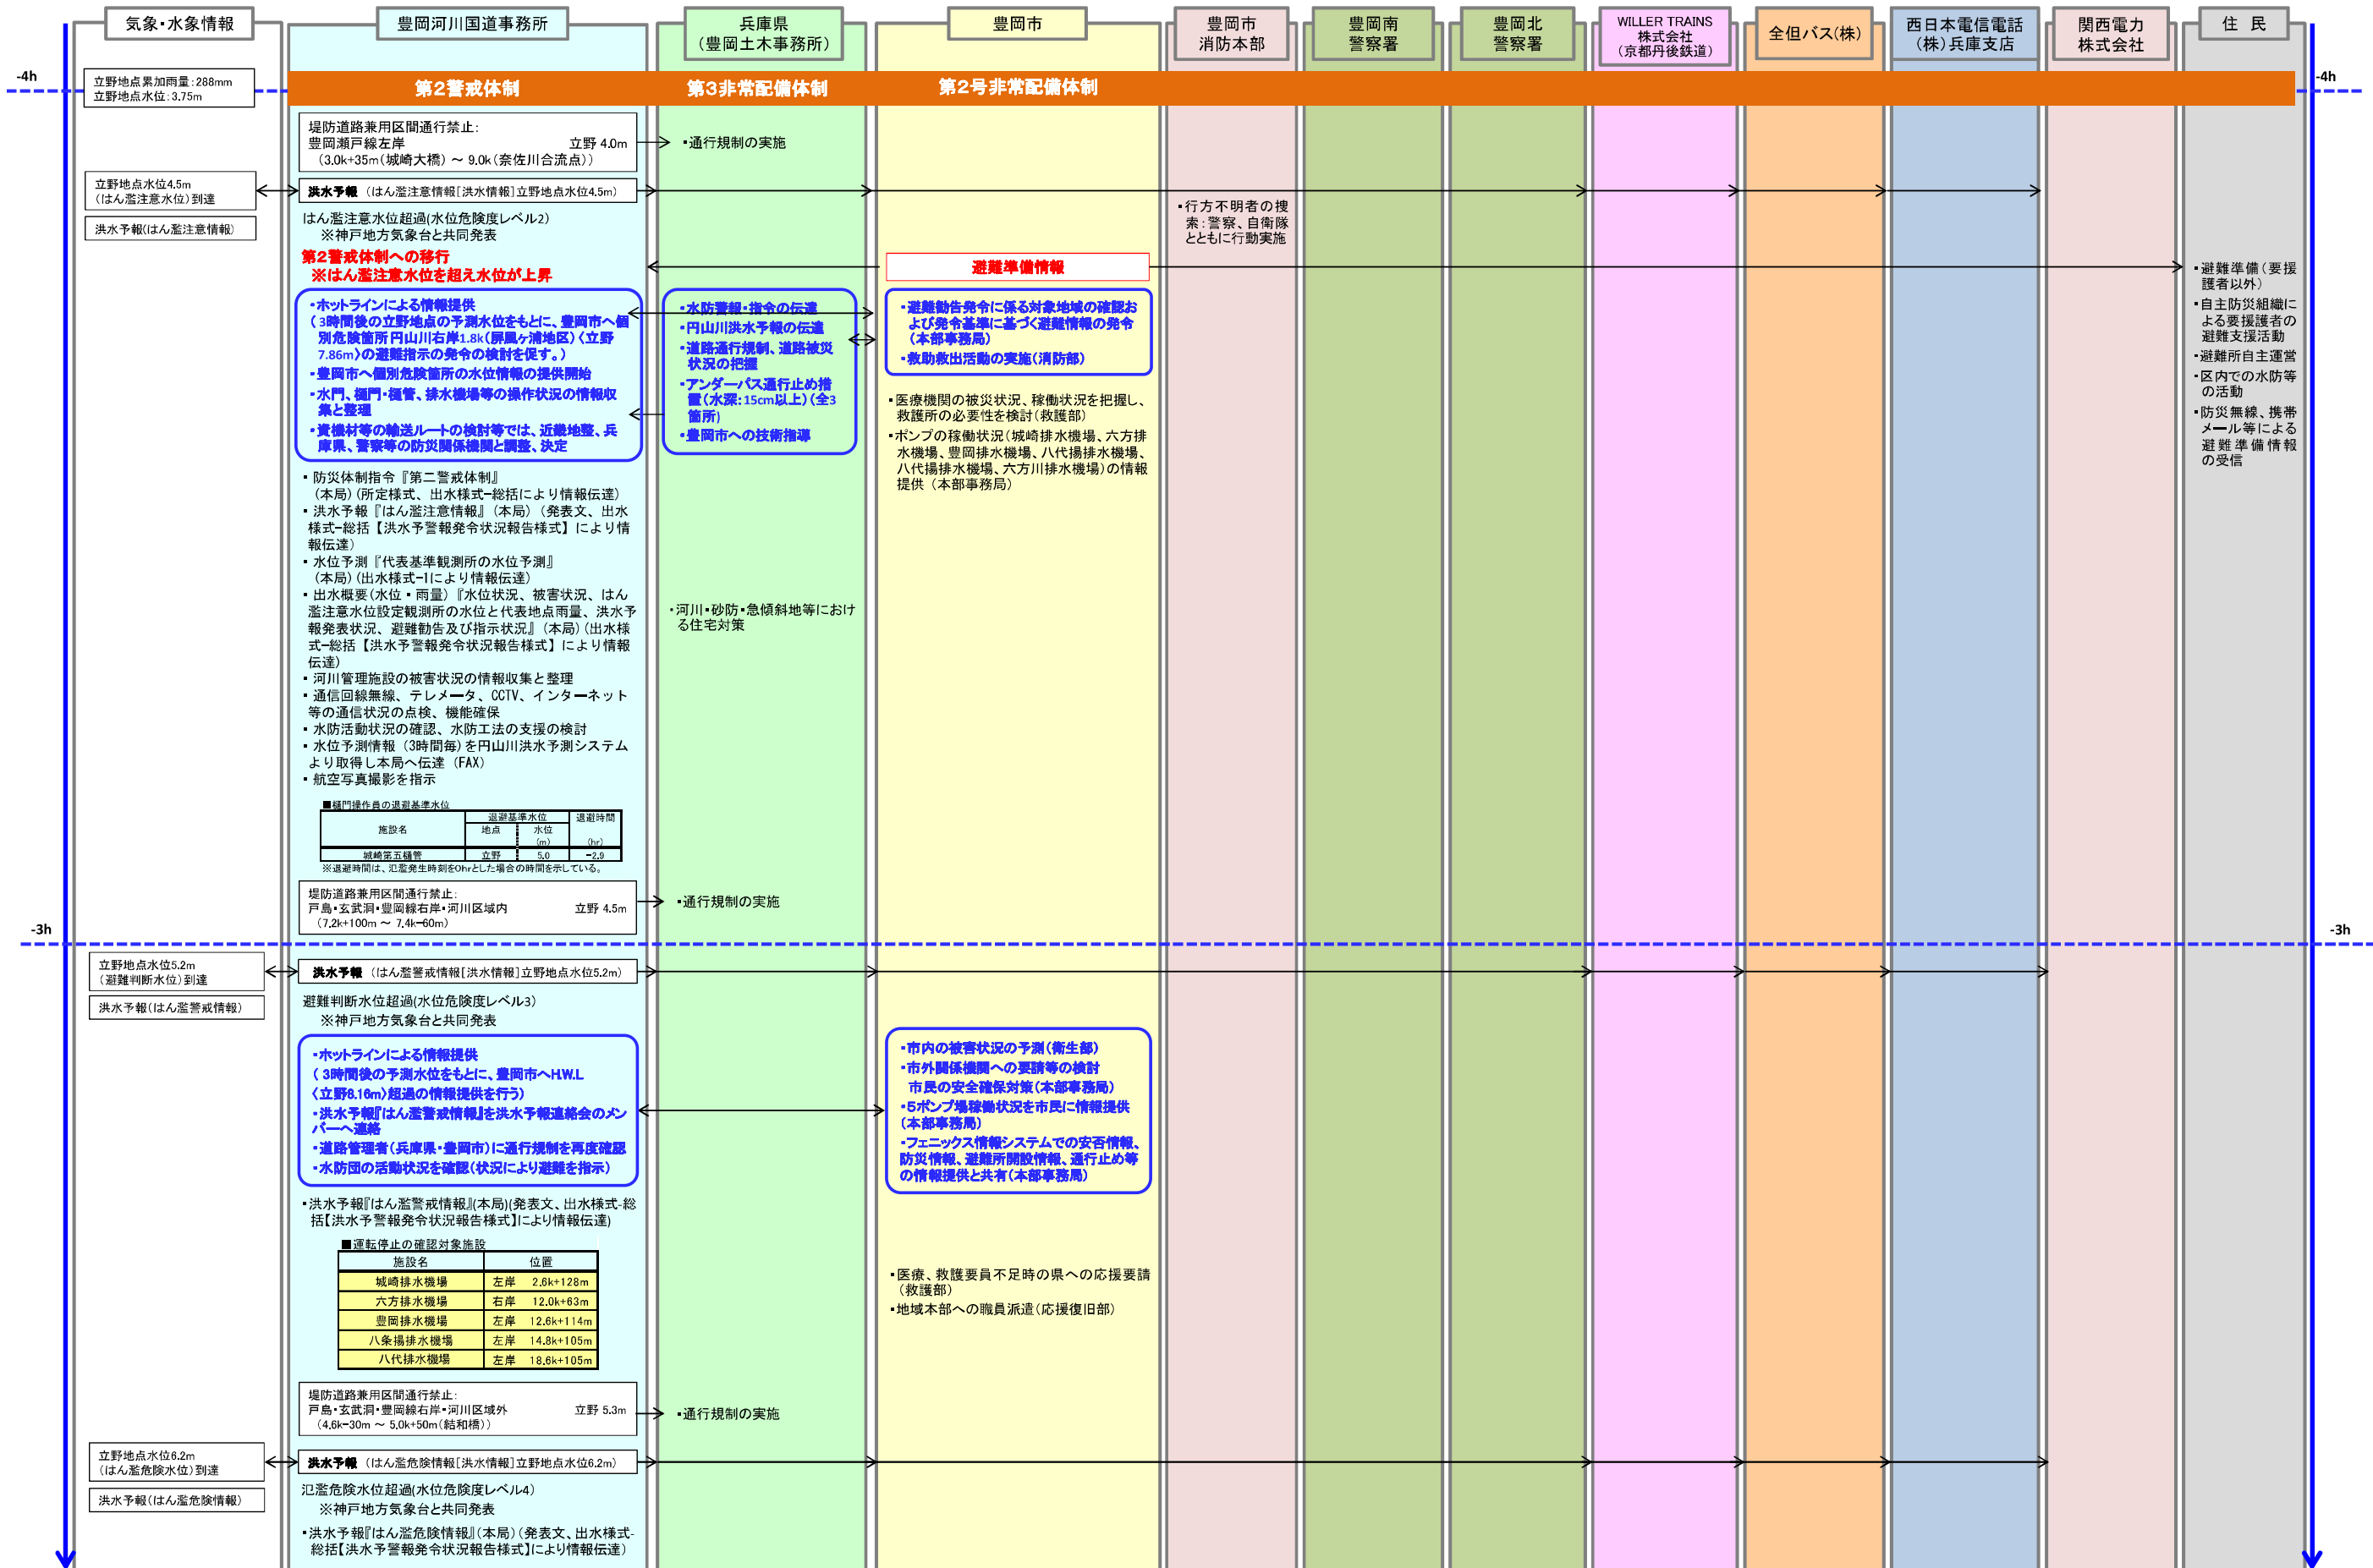 気象・水象情報
豊岡河川国道事務所
兵庫県
（豊岡土木事務所）
豊岡市
豊岡市
消防本部
豊岡南
警察署
豊岡北
警察署
WILLER TRAINS
株式会社
(京都丹後鉄道)
全但バス(株)
西日本電信電話
(株)兵庫支店
関西電力
株式会社
住　民
-4h
-4h
立野地点累加雨量：288mm
立野地点水位：3.75m
第２警戒体制
第３非常配備体制
第２号非常配備体制
堤防道路兼用区間通行禁止：
豊岡瀬戸線左岸　立野 4.0m
（3.0k+35m（城崎大橋）～ 9.0k（奈佐川合流点））
・通行規制の実施
立野地点水位4.5m
（はん濫注意水位）到達
洪水予報（はん濫注意情報）
洪水予報（はん濫注意情報［洪水情報］立野地点水位4.5m）
はん濫注意水位超過(水位危険度レベル2)
※神戸地方気象台と共同発表
・行方不明者の捜
索：警察、自衛隊
とともに行動実施
第２警戒体制への移行
※はん濫注意水位を超え水位が上昇
避難準備情報
・ホットラインによる情報提供
（ 3時間後の立野地点の予測水位をもとに、豊岡市へ個
別危険箇所 円山川右岸1.8k（屏風ヶ浦地区）〈立野
7.86m〉の避難指示の発令の検討を促す。）
・豊岡市へ個別危険箇所の水位情報の提供開始
・水門、樋門・樋管、排水機場等の操作状況の情報収
集と整理
・資機材等の輸送ルートの検討等では、近畿地整、兵
庫県、警察等の防災関係機関と調整、決定
・水防警報・指令の伝達
・円山川洪水予報の伝達
・道路通行規制、道路被災
状況の把握
・アンダーパス通行止め措
置（水深：15cm以上）（全3
箇所）
・豊岡市への技術指導
・避難勧告発令に係る対象地域の確認お
よび発令基準に基づく避難情報の発令
（本部事務局）
・救助救出活動の実施（消防部）
・医療機関の被災状況、稼働状況を把握し、
救護所の必要性を検討（救護部）
・ポンプの稼働状況（城崎排水機場、六方排
水機場、豊岡排水機場、八代揚排水機場、
八代揚排水機場、六方川排水機場）の情報
提供（本部事務局）
・避難準備（要援
護者以外）
・自主防災組織に
よる要援護者の
避難支援活動
・避難所自主運営
・区内での水防等
の活動
・防災無線、携帯
メール等による
避難準備情報
の受信
・防災体制指令『第二警戒体制』
（本局）（所定様式、出水様式-総括により情報伝達）
・洪水予報『はん濫注意情報』（本局）（発表文、出水
様式-総括【洪水予警報発令状況報告様式】により情
報伝達）
・水位予測『代表基準観測所の水位予測』
（本局）（出水様式-1により情報伝達）
・出水概要（水位・雨量）『水位状況、被害状況、はん
濫注意水位設定観測所の水位と代表地点雨量、洪水予
報発表状況、避難勧告及び指示状況』（本局）（出水様
式-総括【洪水予警報発令状況報告様式】により情報
伝達）
・河川管理施設の被害状況の情報収集と整理
・通信回線無線、テレメータ、CCTV、インターネット
等の通信状況の点検、機能確保
・水防活動状況の確認、水防工法の支援の検討
・水位予測情報（3時間毎）を円山川洪水予測システム
より取得し本局へ伝達（FAX）
・航空写真撮影を指示
・河川・砂防・急傾斜地等におけ
る住宅対策
■樋門操作員の退避基準水位
施設名　退避基準水位　退避時間
地点　水位
(m)　(hr)
城崎第五樋管　立野　5.0　-2.9
※退避時間は、氾濫発生時刻を0hrとした場合の時間を示している。
堤防道路兼用区間通行禁止：
戸島・玄武洞・豊岡線右岸・河川区域内　立野 4.5m
（7.2k+100m ～ 7.4k-60m）
・通行規制の実施
-3h
-3h
立野地点水位5.2m
（避難判断水位）到達
洪水予報（はん濫警戒情報）
洪水予報（はん濫警戒情報［洪水情報］立野地点水位5.2m）
避難判断水位超過(水位危険度レベル3)
※神戸地方気象台と共同発表
・ホットラインによる情報提供
（ 3時間後の予測水位をもとに、豊岡市へH.W.L
〈立野8.16m〉超過の情報提供を行う）
・洪水予報『はん濫警戒情報』を洪水予報連絡会のメン
バーへ連絡
・道路管理者（兵庫県・豊岡市）に通行規制を再度確認
・水防団の活動状況を確認（状況により避難を指示）
・市内の被害状況の予測（衛生部）
・市外関係機関への要請等の検討
市民の安全確保対策（本部事務局）
・５ポンプ場稼働状況を市民に情報提供
（本部事務局）
・フェニックス情報システムでの安否情報、
防災情報、避難所開設情報、通行止め等
の情報提供と共有（本部事務局）
・洪水予報『はん濫警戒情報』(本局)(発表文、出水様式-総
括【洪水予警報発令状況報告様式】により情報伝達)
■運転停止の確認対象施設
施設名　位置
城崎排水機場　左岸　2.6k+128m
六方排水機場　右岸　12.0k+63m
豊岡排水機場　左岸　12.6k+114m
八条揚排水機場　左岸　14.8k+105m
八代排水機場　左岸　18.6k+105m
・医療、救護要員不足時の県への応援要請
（救護部）
・地域本部への職員派遣（応援復旧部）
堤防道路兼用区間通行禁止：
戸島・玄武洞・豊岡線右岸・河川区域外　立野 5.3m
（4.6k-30m ～ 5.0k+50m（結和橋））
・通行規制の実施
立野地点水位6.2m
（はん濫危険水位）到達
洪水予報（はん濫危険情報）
洪水予報（はん濫危険情報［洪水情報］立野地点水位6.2m）
氾濫危険水位超過(水位危険度レベル4)
※神戸地方気象台と共同発表
・洪水予報『はん濫危険情報』（本局）（発表文、出水様式-
総括【洪水予警報発令状況報告様式】により情報伝達）